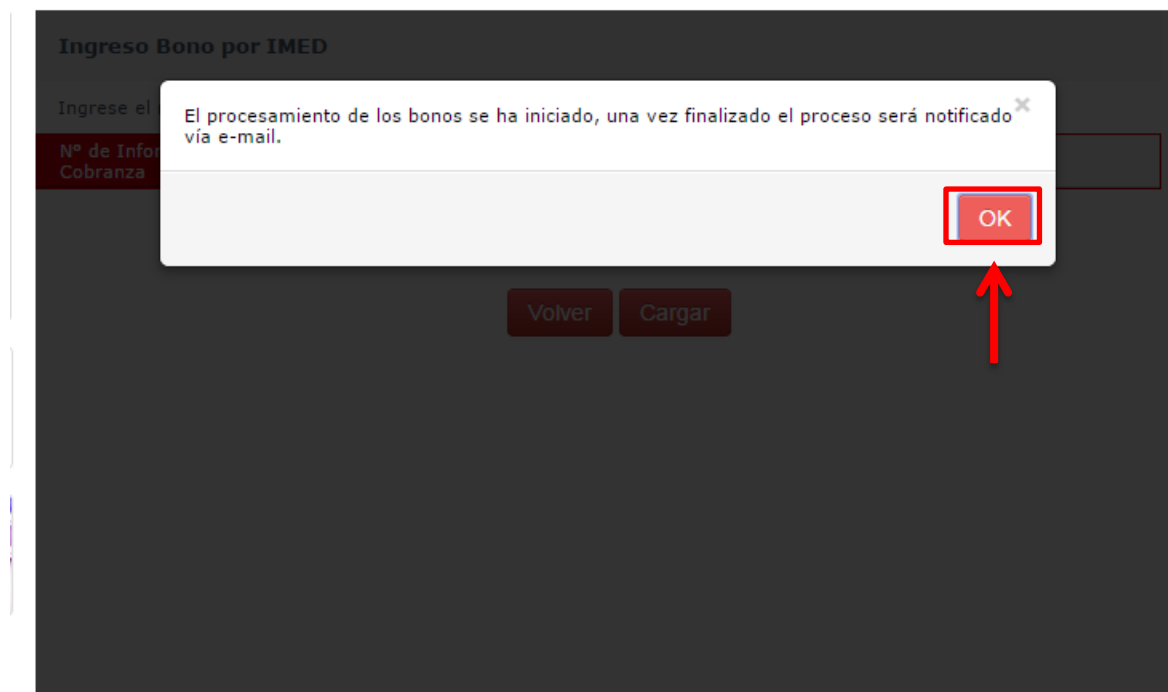 Ingreso Bono por IMED
Ingrese el
El procesamiento de los bonos se ha iniciado, una vez finalizado el proceso será notificado
vía e-mail.
×
Nº de Infor
Cobranza
OK
Volver Cargar